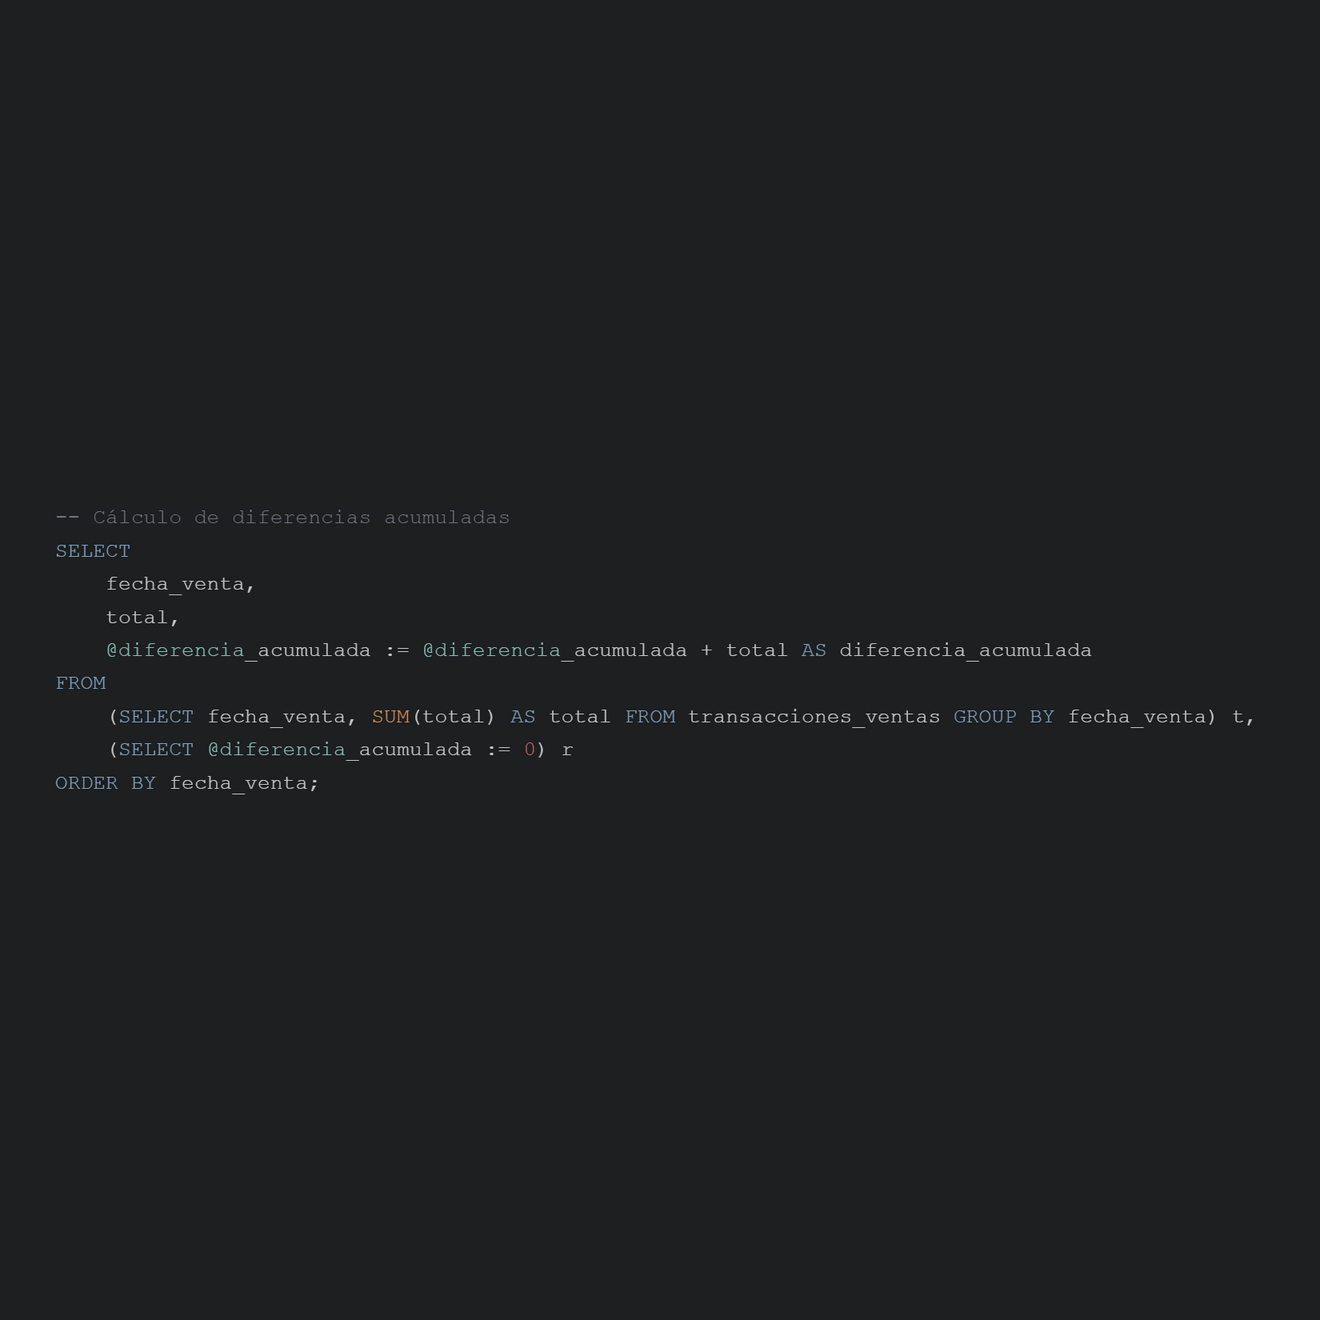 -- Cálculo de diferencias acumuladas
SELECT
    fecha_venta,
    total,
    @diferencia_acumulada := @diferencia_acumulada + total AS diferencia_acumulada
FROM
    (SELECT fecha_venta, SUM(total) AS total FROM transacciones_ventas GROUP BY fecha_venta) t,
    (SELECT @diferencia_acumulada := 0) r
ORDER BY fecha_venta;